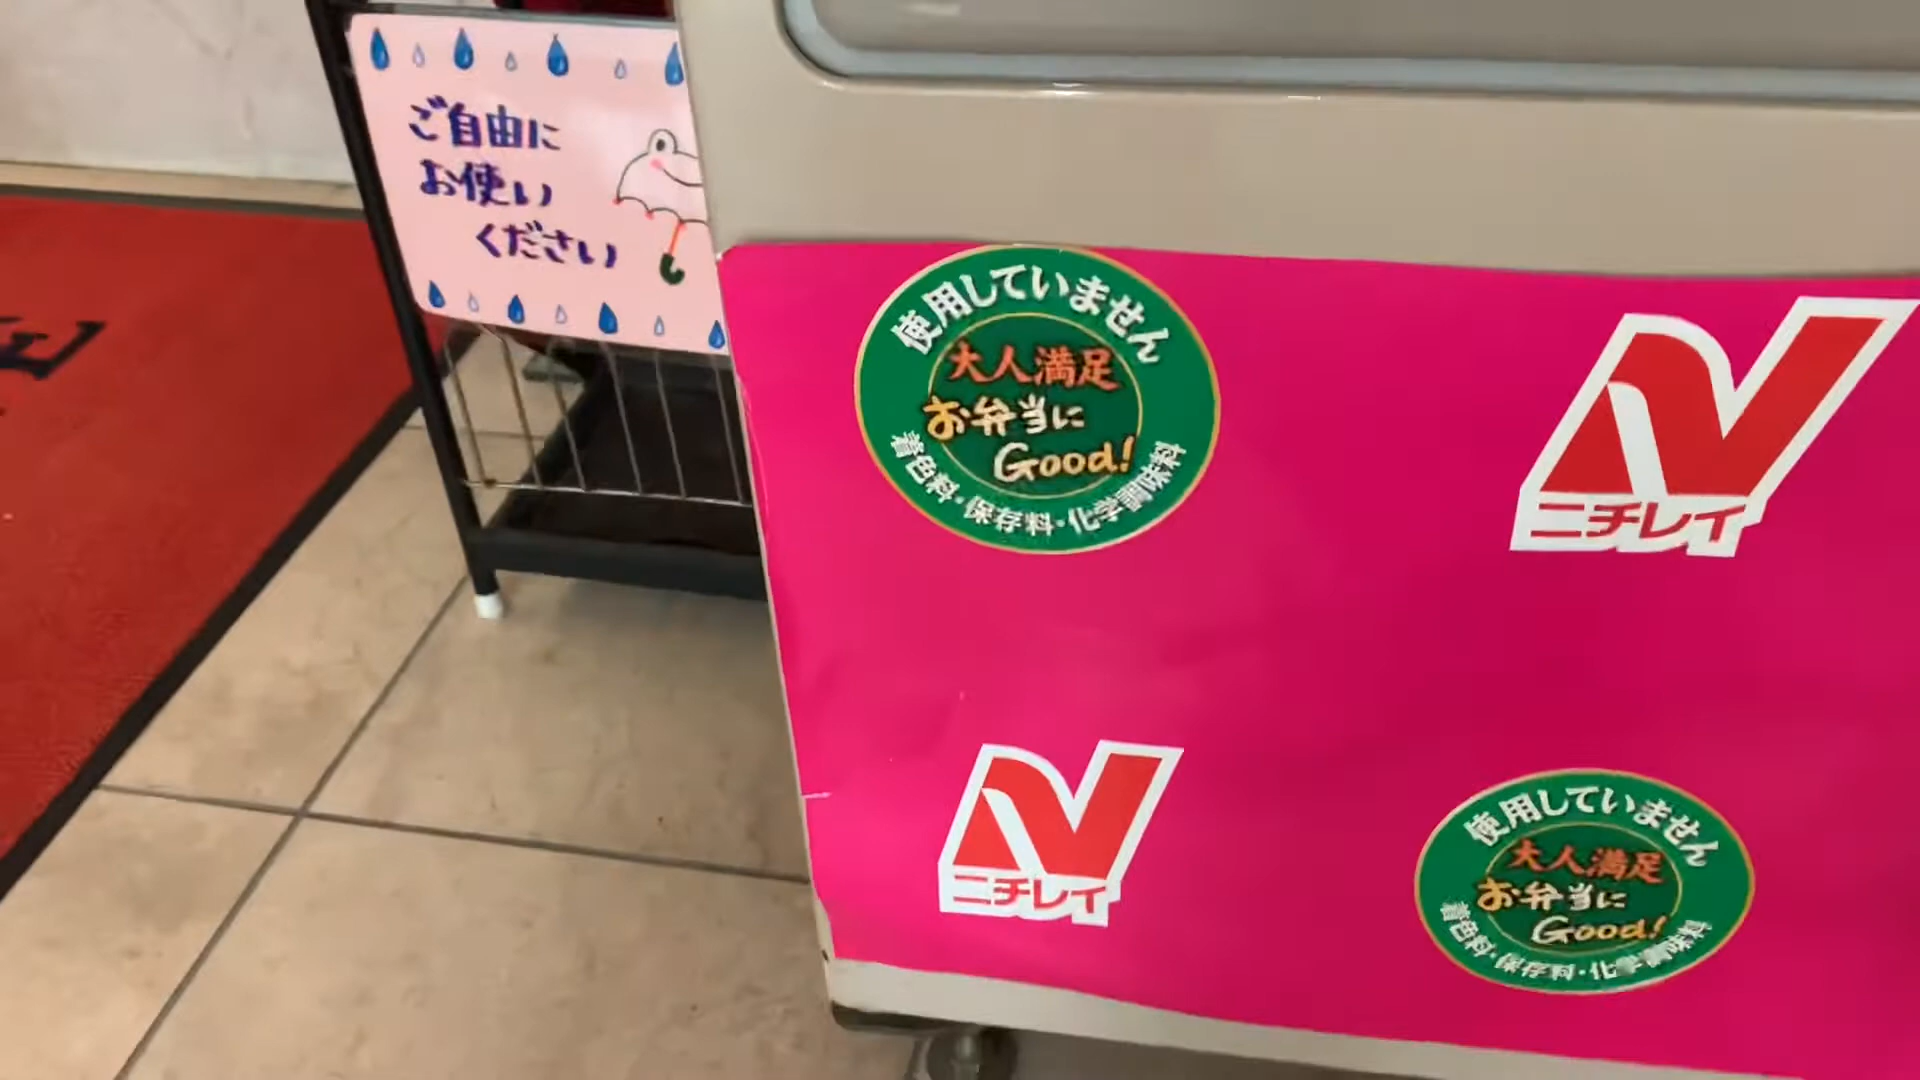 ご自由に
お使い
ください
使用していません
大人満足
お弁当に
Good!
着色料・保存料・化学調味料
ニチレイ
ニチレイ
使用していません
大人満足
お弁当に
Good!
着色料・保存料・化学調味料